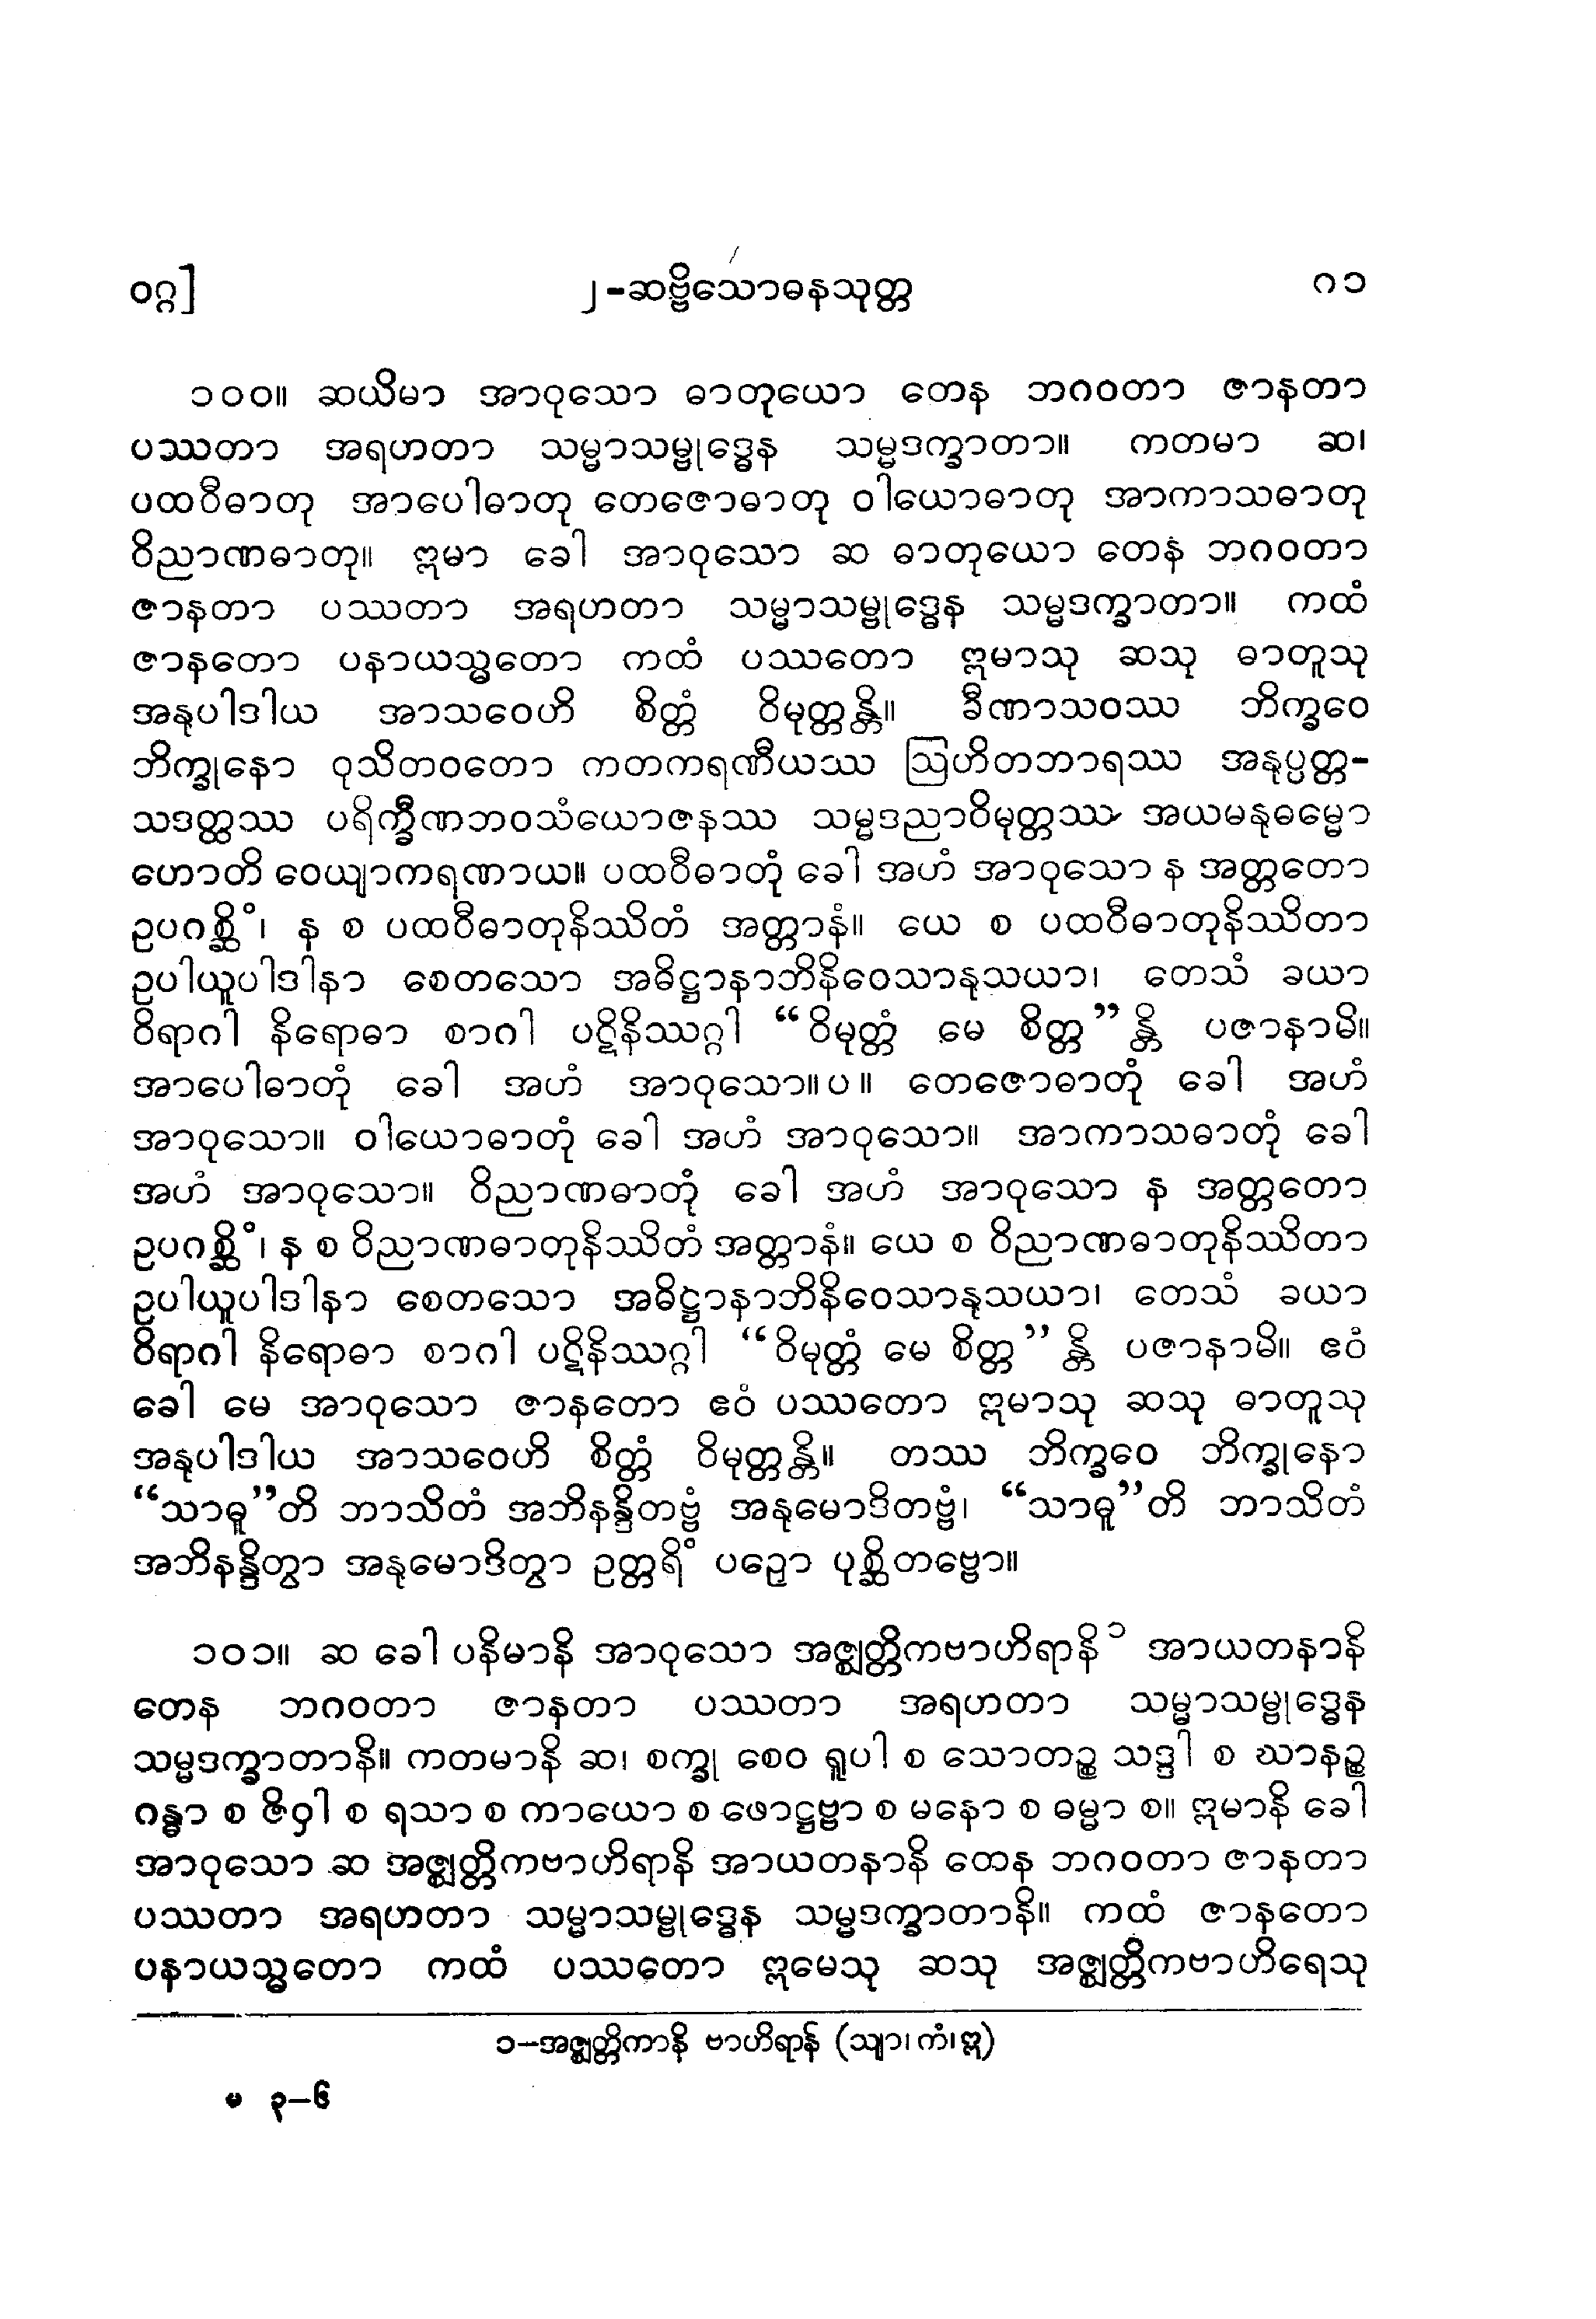 ဝဂ္ဂ] ၂-ဆဗ္ဗိသောဓနသုတ္တ ဂ၁
၁၀၀။ ဆယိမာ အာဝုသော ဓာတုယော တေန ဘဂဝတာ ဇာနတာ
ပဿတာ အရဟတာ သမ္မာသမ္ဗုဒ္ဓေန သမ္မဒက္ခာတာ။ ကတမာ ဆ၊
ပထဝီဓာတု အာပေါဓာတု တေဇောဓာတု ဝါယောဓာတု အာကာသဓာတု
ဝိညာဏဓာတု။ ဣမာ ခေါ အာဝုသော ဆ ဓာတုယော တေန ဘဂဝတာ
ဇာနတာ ပဿတာ အရဟတာ သမ္မာသမ္ဗုဒ္ဓေန သမ္မဒက္ခာတာ။ ကထံ
ဇာနတော ပနာယသ္မတော ကထံ ပဿတော ဣမာသု ဆသု ဓာတူသု
အနုပါဒါယ အာသဝေဟိ စိတ္တံ ဝိမုတ္တန္တိ။ ခီဏာသဝဿ ဘိက္ခဝေ
ဘိက္ခုနော ဝုသိတဝတော ကတကရဏီယဿ ဩဟိတဘာရဿ အနုပ္ပတ္တ-
သဒတ္ထဿ ပရိက္ခီဏဘဝသံယောဇနဿ သမ္မဒညာဝိမုတ္တဿ အယမနုဓမ္မော
ဟောတိ ဝေယျာကရဏာယ။ ပထဝီဓာတုံ ခေါ အဟံ အာဝုသော န အတ္တတော
ဥပဂစ္ဆိံ၊ န စ ပထဝီဓာတုနိဿိတံ အတ္တာနံ။ ယေ စ ပထဝီဓာတုနိဿိတာ
ဥပါယူပါဒါနာ စေတသော အဓိဋ္ဌာနာဘိနိဝေသာနုသယာ၊ တေသံ ခယာ
ဝိရာဂါ နိရောဓာ စာဂါ ပဋိနိဿဂ္ဂါ “ဝိမုတ္တံ မေ စိတ္တ”န္တိ ပဇာနာမိ။
အာပေါဓာတုံ ခေါ အဟံ အာဝုသော။ပ။ တေဇောဓာတုံ ခေါ အဟံ
အာဝုသော။ ဝါယောဓာတုံ ခေါ အဟံ အာဝုသော။ အာကာသဓာတုံ ခေါ
အဟံ အာဝုသော။ ဝိညာဏဓာတုံ ခေါ အဟံ အာဝုသော န အတ္တတော
ဥပဂစ္ဆိံ၊ န စ ဝိညာဏဓာတုနိဿိတံ အတ္တာနံ။ ယေ စ ဝိညာဏဓာတုနိဿိတာ
ဥပါယူပါဒါနာ စေတသော အဓိဋ္ဌာနာဘိနိဝေသာနုသယာ၊ တေသံ ခယာ
ဝိရာဂါ နိရောဓာ စာဂါ ပဋိနိဿဂ္ဂါ “ဝိမုတ္တံ မေ စိတ္တ”န္တိ ပဇာနာမိ။ ဧဝံ
ခေါ မေ အာဝုသော ဇာနတော ဧဝံ ပဿတော ဣမာသု ဆသု ဓာတူသု
အနုပါဒါယ အာသဝေဟိ စိတ္တံ ဝိမုတ္တန္တိ။ တဿ ဘိက္ခဝေ ဘိက္ခုနော
“သာဓူ”တိ ဘာသိတံ အဘိနန္ဒိတဗ္ဗံ အနုမောဒိတဗ္ဗံ၊ “သာဓူ”တိ ဘာသိတံ
အဘိနန္ဒိတွာ အနုမောဒိတွာ ဥတ္တရိံ ပဉှော ပုစ္ဆိတဗ္ဗော။
၁၀၁။ ဆ ခေါ ပနိမာနိ အာဝုသော အဇ္ဈတ္တိကဗာဟိရာနိ၁ အာယတနာနိ
တေန ဘဂဝတာ ဇာနတာ ပဿတာ အရဟတာ သမ္မာသမ္ဗုဒ္ဓေန
သမ္မဒက္ခာတာနိ။ ကတမာနိ ဆ၊ စက္ခု စေဝ ရူပါ စ သောတဉ္စ သဒ္ဒါ စ ဃာနဉ္စ
ဂန္ဓာ စ ဇိဝှါ စ ရသာ စ ကာယော စ ဖောဋ္ဌဗ္ဗာ စ မနော စ ဓမ္မာ စ။ ဣမာနိ ခေါ
အာဝုသော ဆ အဇ္ဈတ္တိကဗာဟိရာနိ အာယတနာနိ တေန ဘဂဝတာ ဇာနတာ
ပဿတာ အရဟတာ သမ္မာသမ္ဗုဒ္ဓေန သမ္မဒက္ခာတာနိ။ ကထံ ဇာနတော
ပနာယသ္မတော ကထံ ပဿတော ဣမေသု ဆသု အဇ္ဈတ္တိကဗာဟိရေသု
၁-အဇ္ဈတ္တိကာနိ ဗာဟိရာနိ (သျာ၊ကံ၊ဣ)
မ ၃-၆